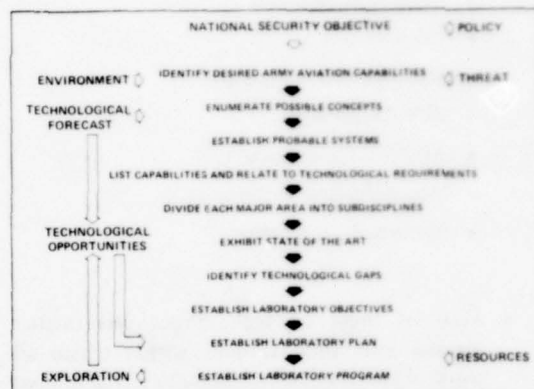 NATIONAL SECURITY OBJECTIVE POLICY
ENVIRONMENT IDENTIFY DESIRED ARMY AVIATION CAPABILITIES THREAT
TECHNOLOGICAL FORECAST ENUMERATE POSSIBLE CONCEPTS
ESTABLISH PROBABLE SYSTEMS
LIST CAPABILITIES AND RELATE TO TECHNOLOGICAL REQUIREMENTS
DIVIDE EACH MAJOR AREA INTO SUBDISCIPLINES
TECHNOLOGICAL OPPORTUNITIES EXHIBIT STATE OF THE ART
IDENTIFY TECHNOLOGICAL GAPS
ESTABLISH LABORATORY OBJECTIVES
ESTABLISH LABORATORY PLAN RESOURCES
EXPLORATION ESTABLISH LABORATORY PROGRAM